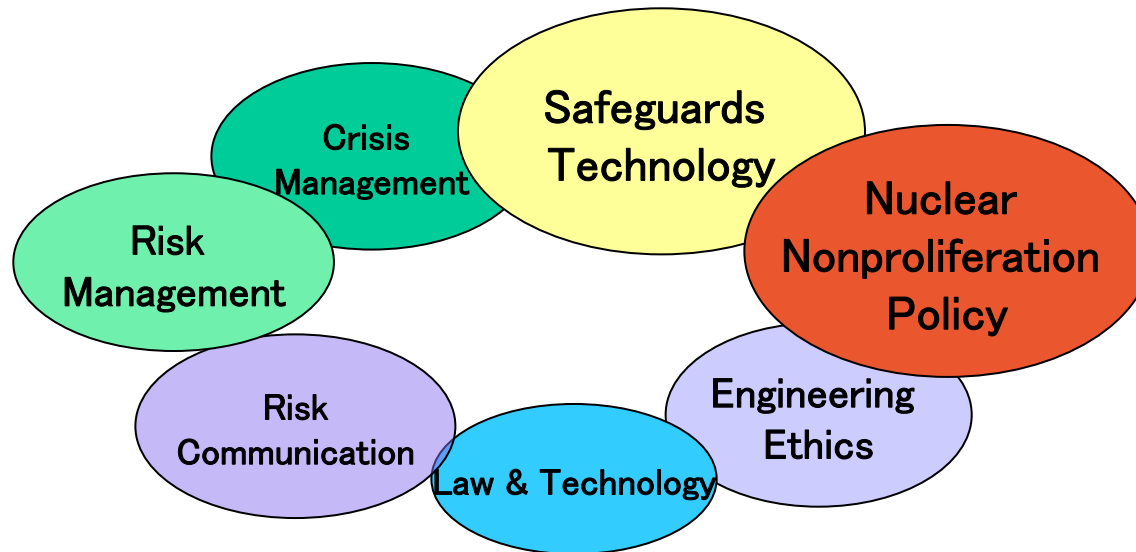 Safeguards
Technology
Crisis
Management
Nuclear
Nonproliferation
Policy
Risk
Management
Engineering
Ethics
Risk
Communication
Law & Technology